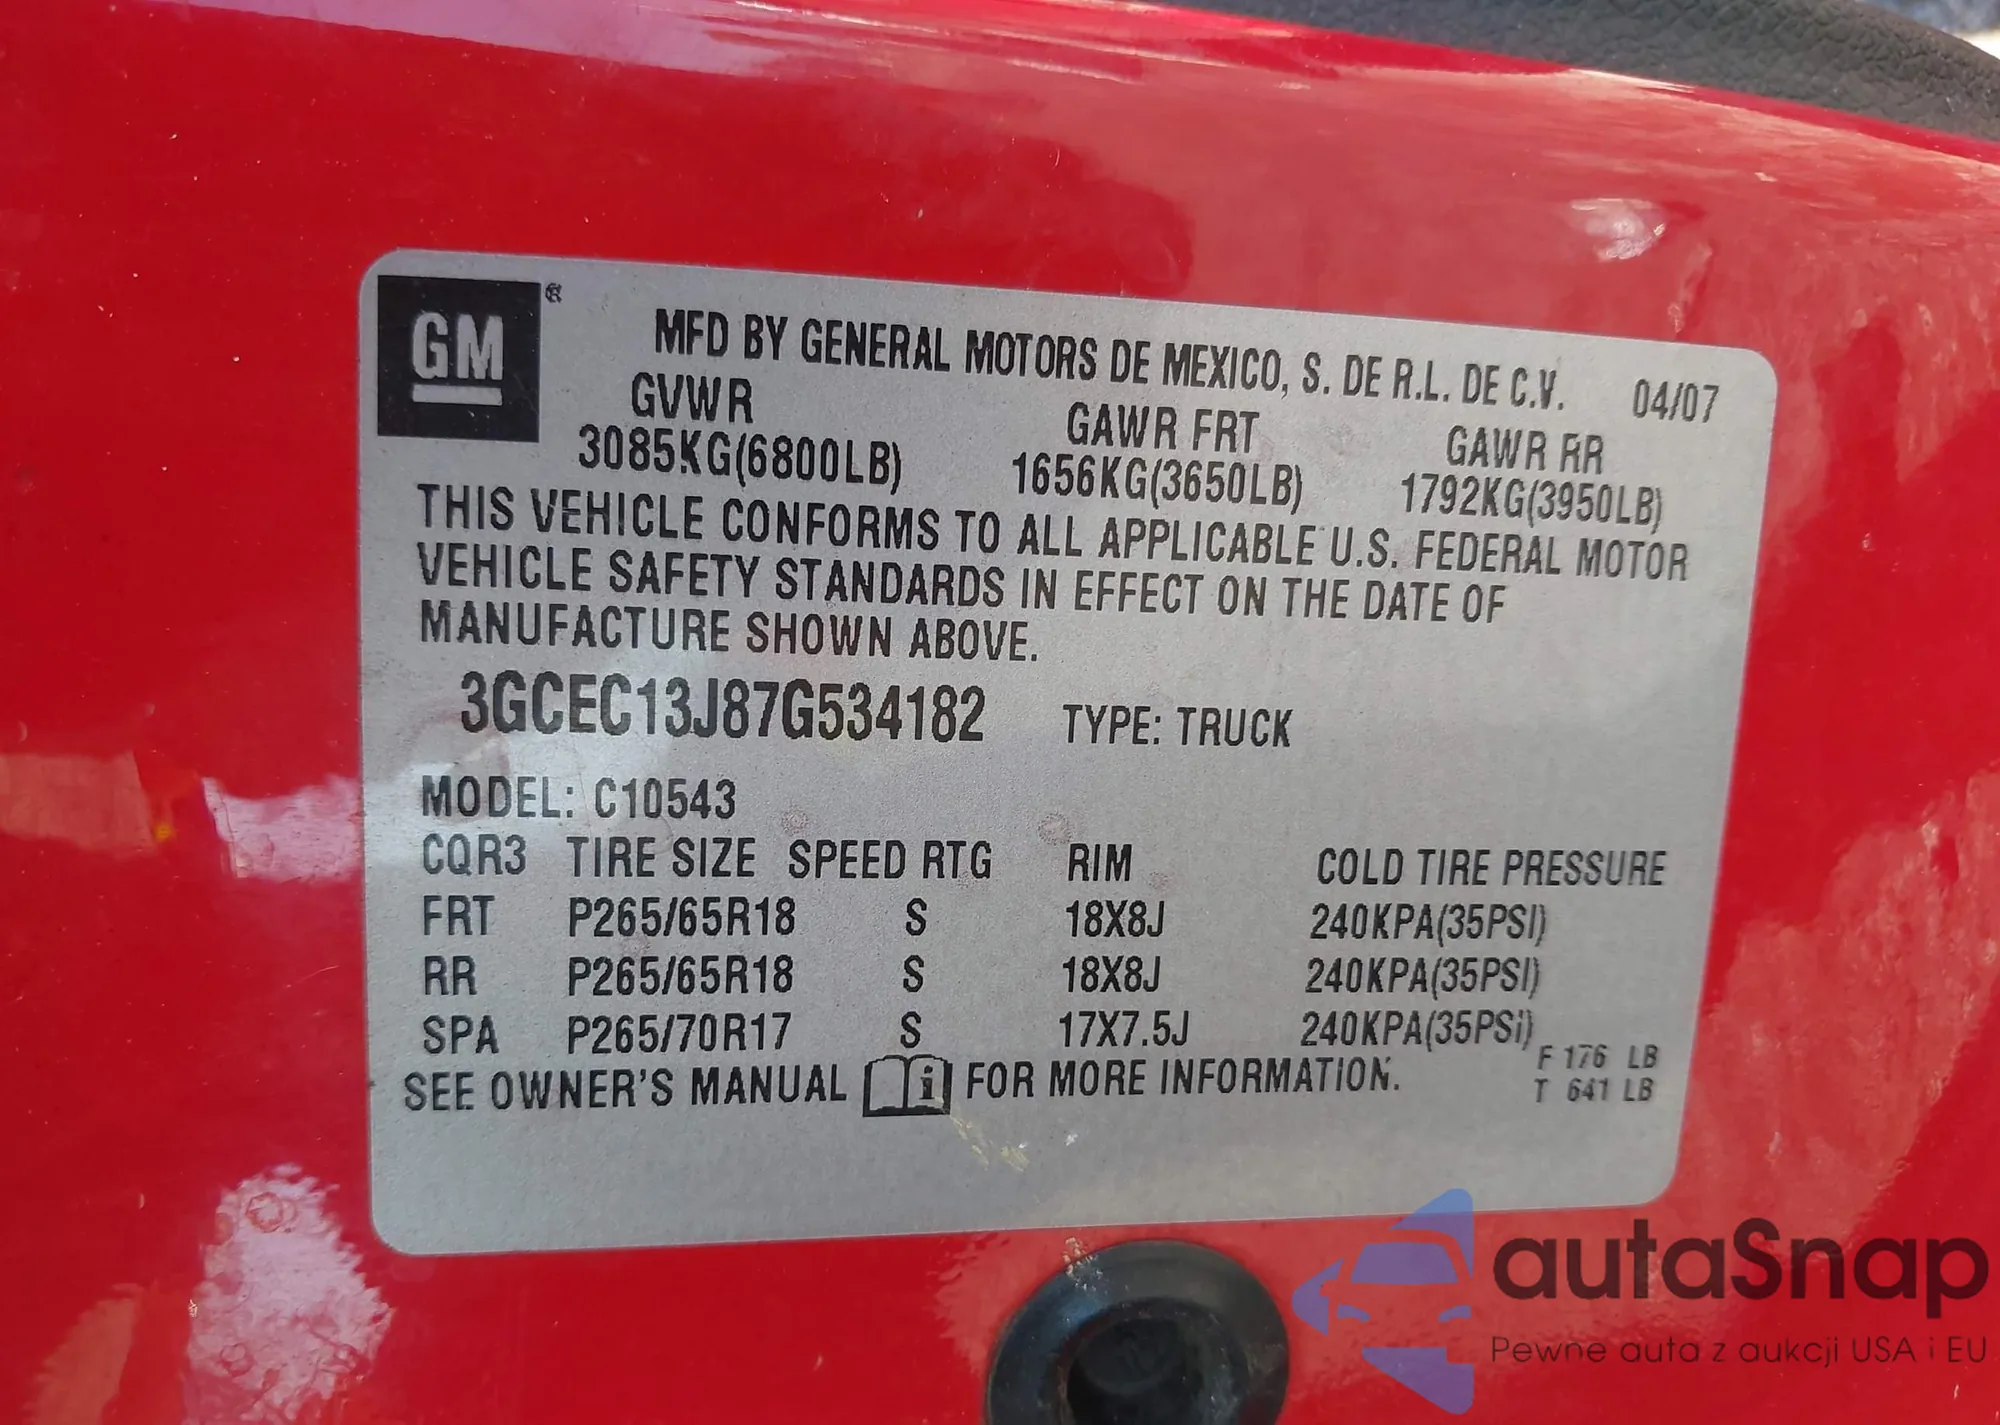 GM®
MFD BY GENERAL MOTORS DE MEXICO, S. DE R.L. DE C.V. 04/07
GVWR GAWR FRT GAWR RR
3085KG(6800LB) 1656KG(3650LB) 1792KG(3950LB)
THIS VEHICLE CONFORMS TO ALL APPLICABLE U.S. FEDERAL MOTOR
VEHICLE SAFETY STANDARDS IN EFFECT ON THE DATE OF
MANUFACTURE SHOWN ABOVE.
3GCEC13J87G534182 TYPE: TRUCK
MODEL: C10543
CQR3 TIRE SIZE SPEED RTG RIM COLD TIRE PRESSURE
FRT P265/65R18 S 18X8J 240KPA(35PSI)
RR P265/65R18 S 18X8J 240KPA(35PSI)
SPA P265/70R17 S 17X7.5J 240KPA(35PSI)
F 176 LB
SEE OWNER'S MANUAL i FOR MORE INFORMATION.
T 641 LB
autaSnap
Pewne auta z aukcji USA i EU